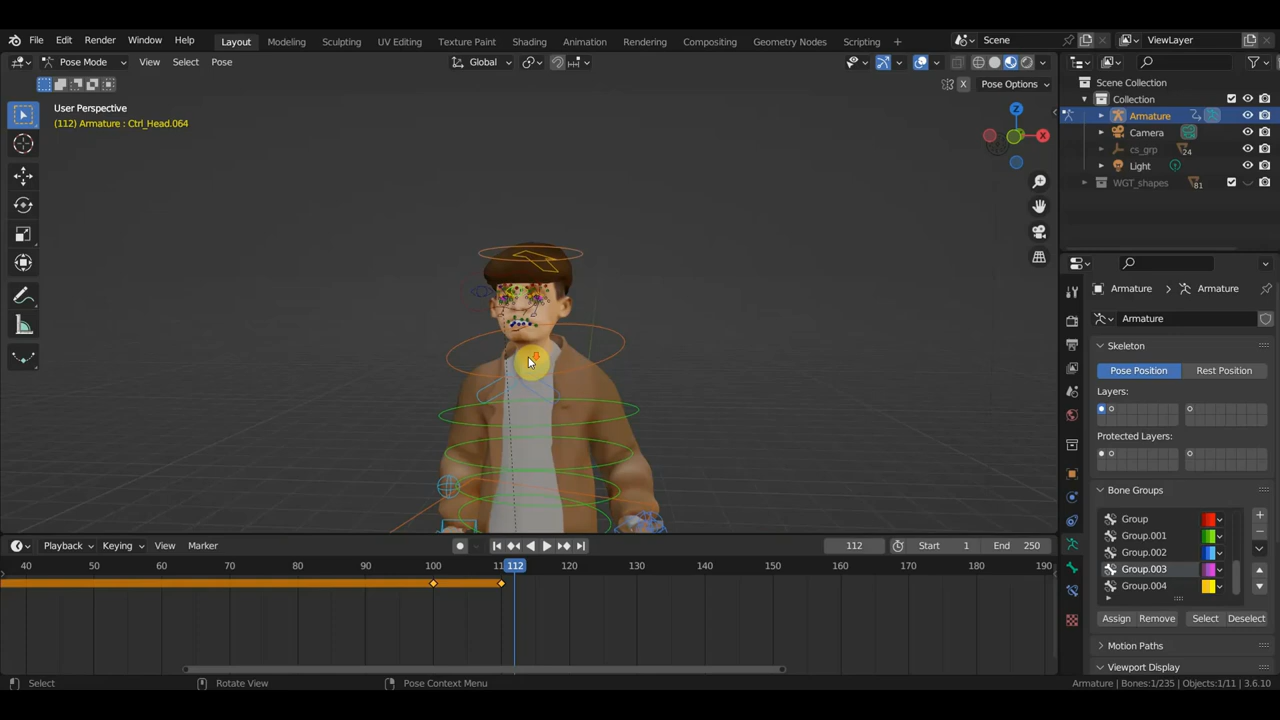 File Edit Render Window Help Layout Modeling Sculpting UV Editing Texture Paint Shading Animation Rendering Compositing Geometry Nodes Scripting + Scene ViewLayer
Pose Mode View Select Pose Global
X Pose Options
User Perspective
(112) Armature : Ctrl_Head.064
Z
X
Scene Collection
Collection
Armature
Camera
cs_grp 24
Light
WGT_shapes 81
Armature > Armature
Armature
Skeleton
Pose Position Rest Position
Layers:
Protected Layers:
Bone Groups
Group
Group.001
Group.002
Group.003
Group.004
Assign Remove Select Deselect
Motion Paths
Viewport Display
Playback Keying View Marker 112 Start 1 End 250
40 50 60 70 80 90 100 112 120 130 140 150 160 170 180 190
Select Rotate View Pose Context Menu Armature | Bones:1/235 | Objects:1/11 | 3.6.10